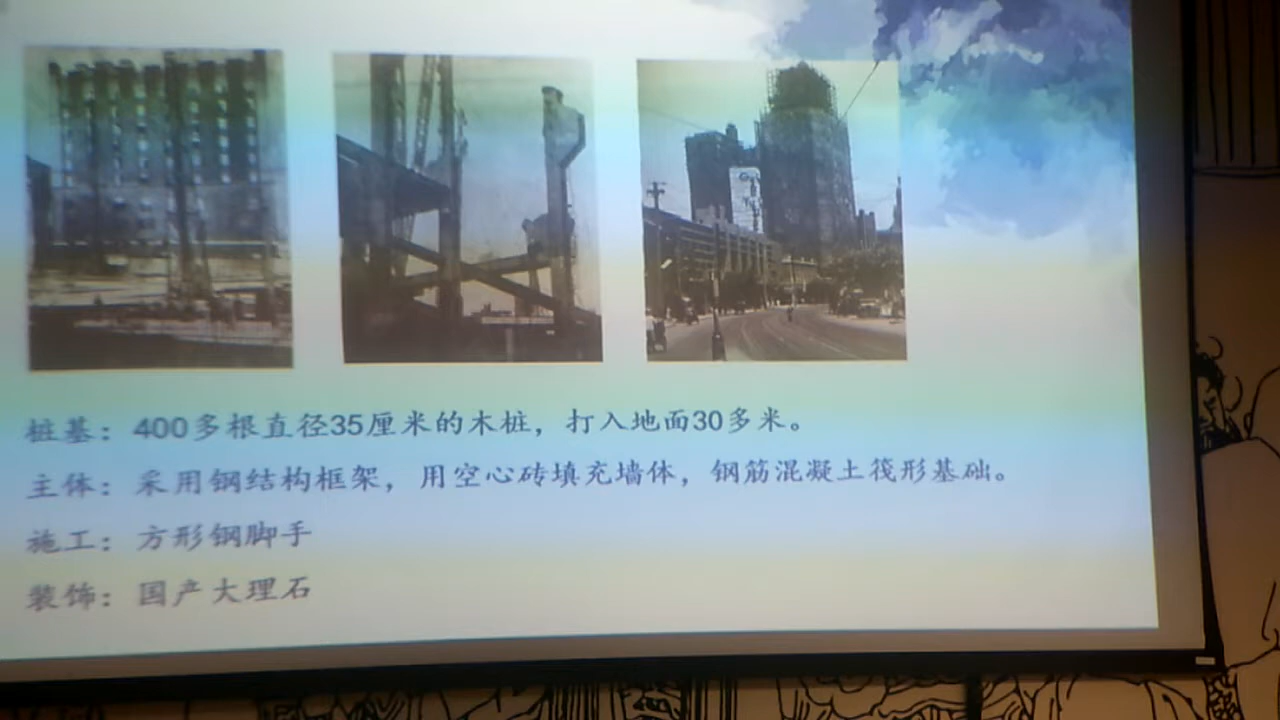 桩基：400多根直径35厘米的木桩，打入地面30多米。
主体：采用钢结构框架，用空心砖填充墙体，钢筋混凝土筏形基础。
施工：方形钢脚手
装饰：国产大理石